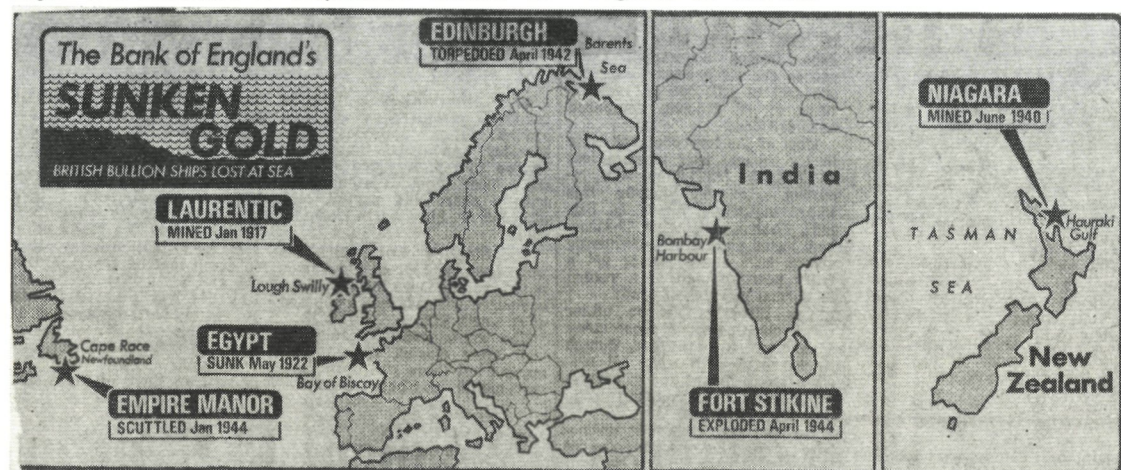 The Bank of England's
SUNKEN
GOLD
BRITISH BULLION SHIPS LOST AT SEA
EDINBURGH
TORPEDOED April 1942
Barents
Sea
LAURENTIC
MINED Jan 1917
Lough Swilly
EGYPT
SUNK May 1922
Bay of Biscay
Cape Race
Newfoundland
EMPIRE MANOR
SCUTTLED Jan 1944
India
Bombay
Harbour
FORT STIKINE
EXPLODED April 1944
NIAGARA
MINED June 1940
Hauraki
Gulf
TASMAN
SEA
New
Zealand